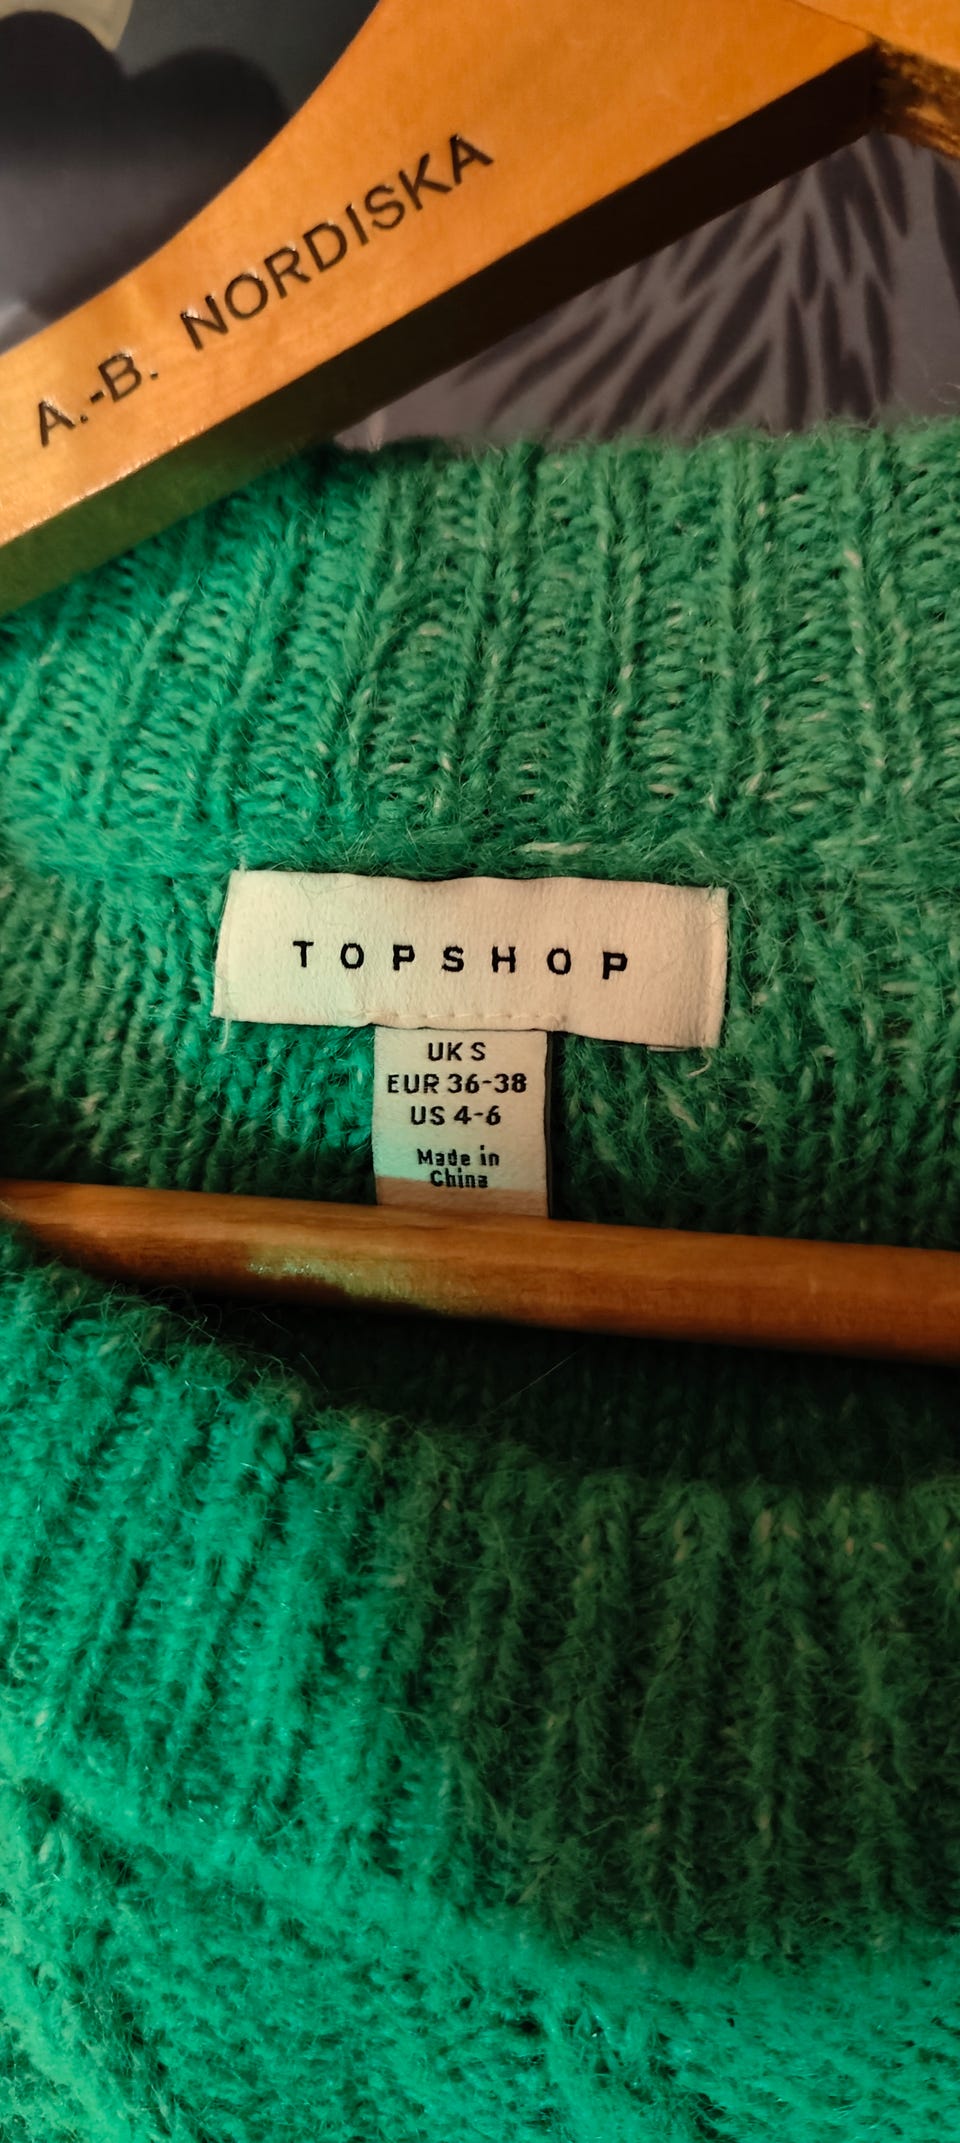 A.-B. NORDISKA
TOPSHOP
UK S
EUR 36-38
US 4-6
Made in
China